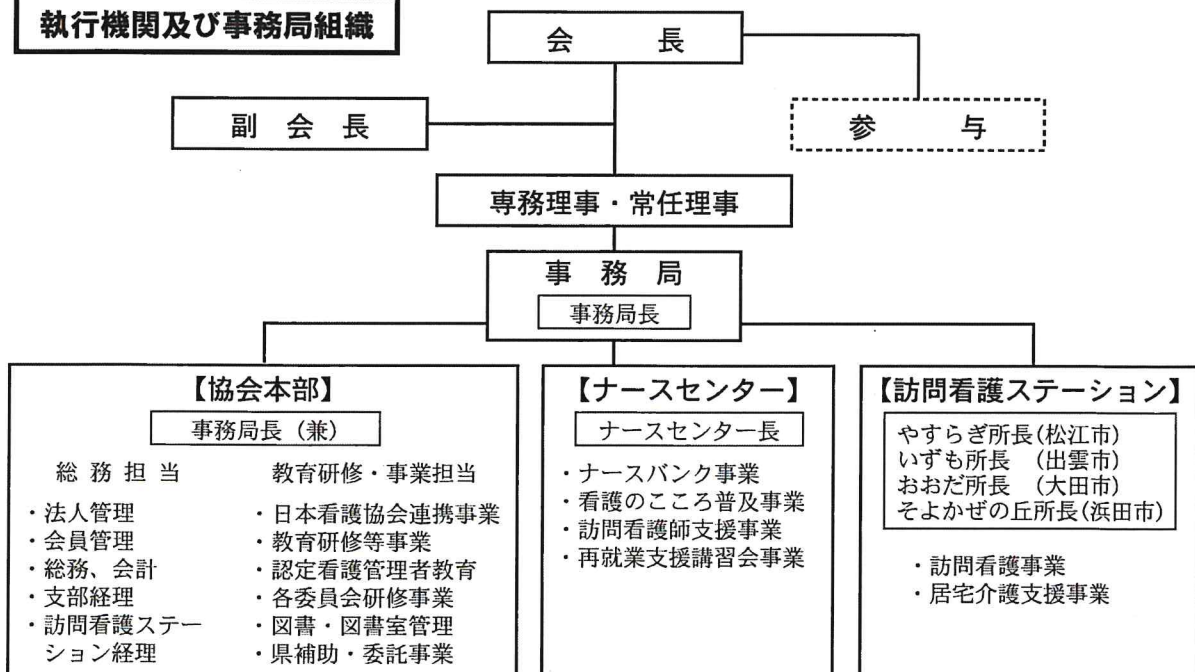 執行機関及び事務局組織
会　長
副 会 長
参　与
専務理事・常任理事
事 務 局
事務局長
【協会本部】
事務局長（兼）
総 務 担 当
・法人管理
・会員管理
・総務、会計
・支部経理
・訪問看護ステー
ション経理
教育研修・事業担当
・日本看護協会連携事業
・教育研修等事業
・認定看護管理者教育
・各委員会研修事業
・図書・図書室管理
・県補助・委託事業
【ナースセンター】
ナースセンター長
・ナースバンク事業
・看護のこころ普及事業
・訪問看護師支援事業
・再就業支援講習会事業
【訪問看護ステーション】
やすらぎ所長(松江市)
いずも所長　(出雲市)
おおだ所長　(大田市)
そよかぜの丘所長(浜田市)
・訪問看護事業
・居宅介護支援事業